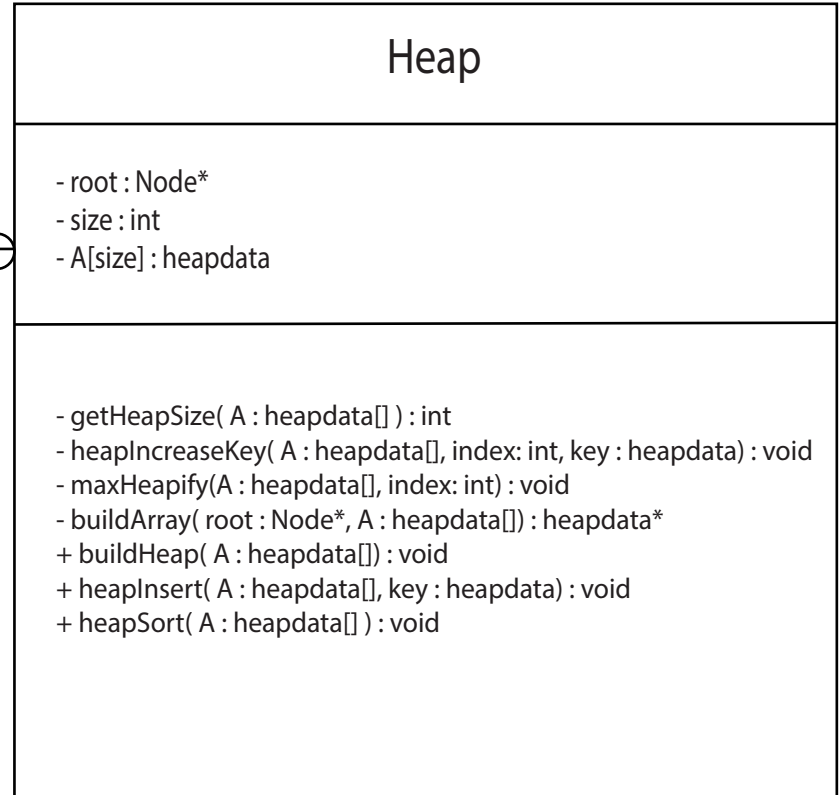 Heap
- root : Node*
- size : int
- A[size] : heapdata
- getHeapSize( A : heapdata[] ) : int
- heapIncreaseKey( A : heapdata[], index: int, key : heapdata) : void
- maxHeapify(A : heapdata[], index: int) : void
- buildArray( root : Node*, A : heapdata[]) : heapdata*
+ buildHeap( A : heapdata[]) : void
+ heapInsert( A : heapdata[], key : heapdata) : void
+ heapSort( A : heapdata[] ) : void